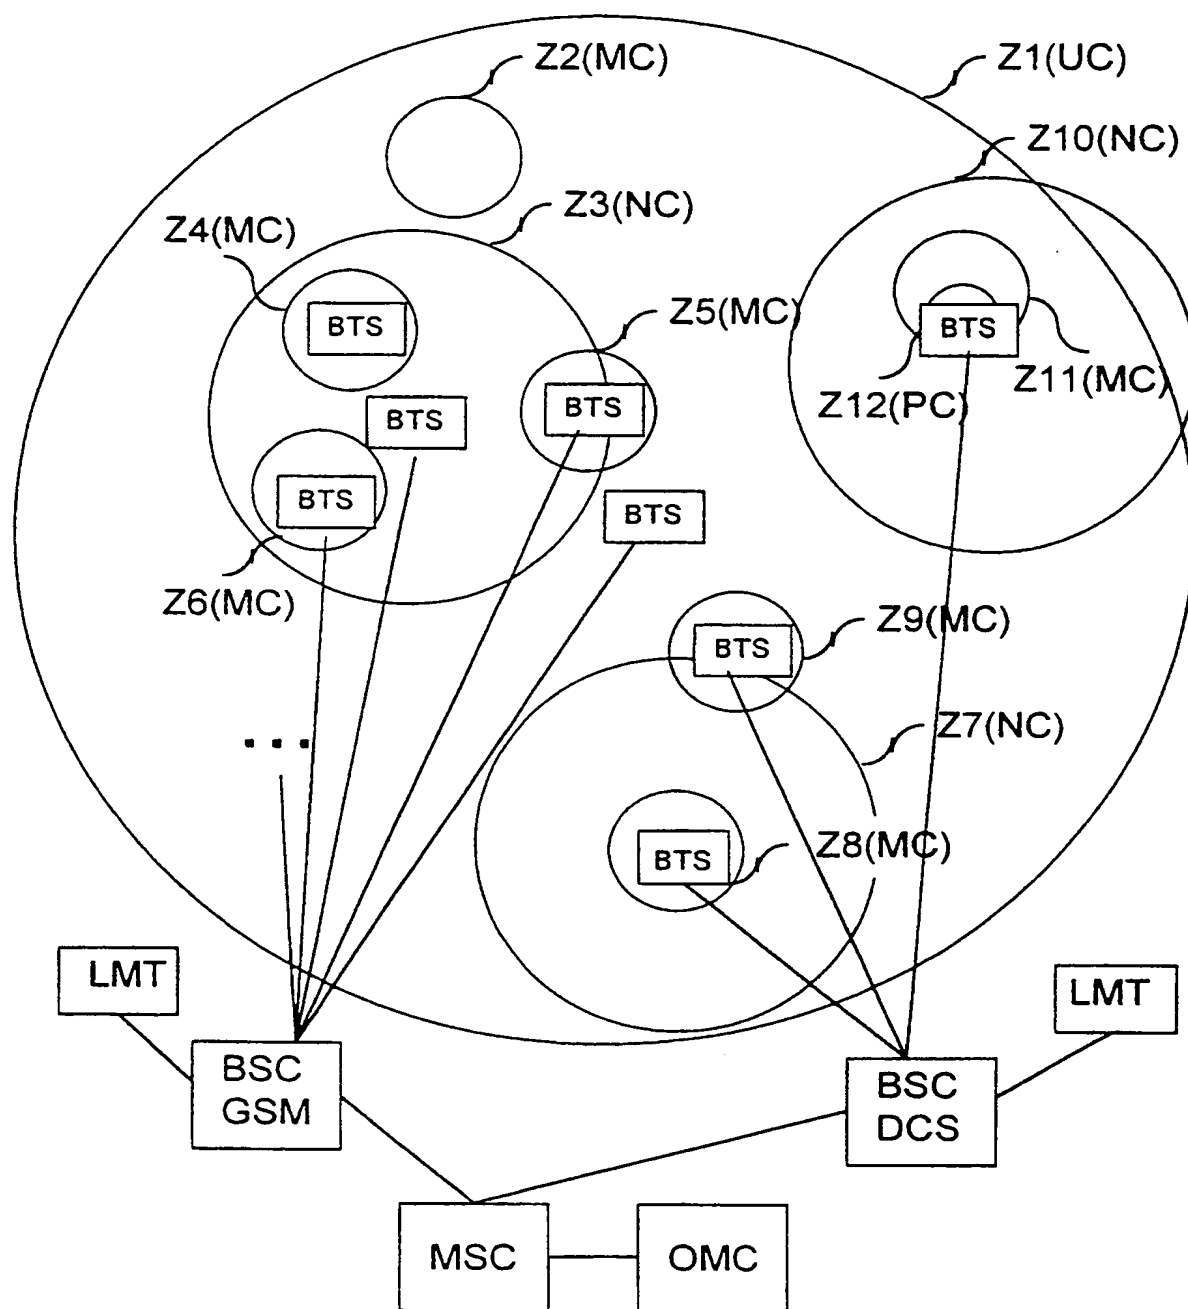 Z2(MC)
Z1(UC)
Z10(NC)
Z3(NC)
Z4(MC)
Z5(MC)
BTS
BTS
Z11(MC)
Z12(PC)
BTS
BTS
BTS
BTS
Z6(MC)
Z9(MC)
BTS
Z7(NC)
Z8(MC)
BTS
LMT
LMT
BSC
GSM
BSC
DCS
MSC
OMC